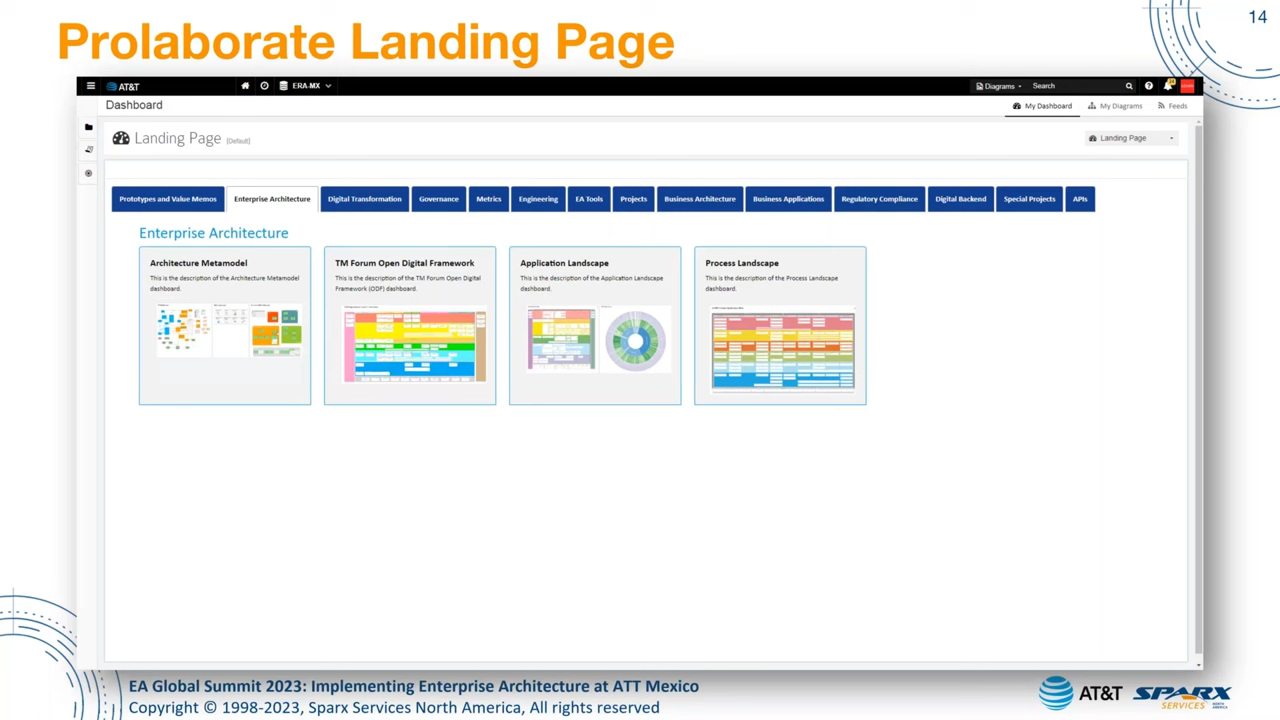 Prolaborate Landing Page
14
AT&T
ERA-MX
Diagrams
Search
Dashboard
My Dashboard
My Diagrams
Feeds
Landing Page (Default)
Landing Page
Prototypes and Value Memos
Enterprise Architecture
Digital Transformation
Governance
Metrics
Engineering
EA Tools
Projects
Business Architecture
Business Applications
Regulatory Compliance
Digital Backend
Special Projects
APIs
Enterprise Architecture
Architecture Metamodel
This is the description of the Architecture Metamodel
dashboard.
TM Forum Open Digital Framework
This is the description of the TM Forum Open Digital
Framework (ODF) dashboard.
Application Landscape
This is the description of the Application Landscape
dashboard.
Process Landscape
This is the description of the Process Landscape
dashboard.
EA Global Summit 2023: Implementing Enterprise Architecture at ATT Mexico
Copyright © 1998-2023, Sparx Services North America, All rights reserved
AT&T
SPARX
SERVICES
NORTH
AMERICA